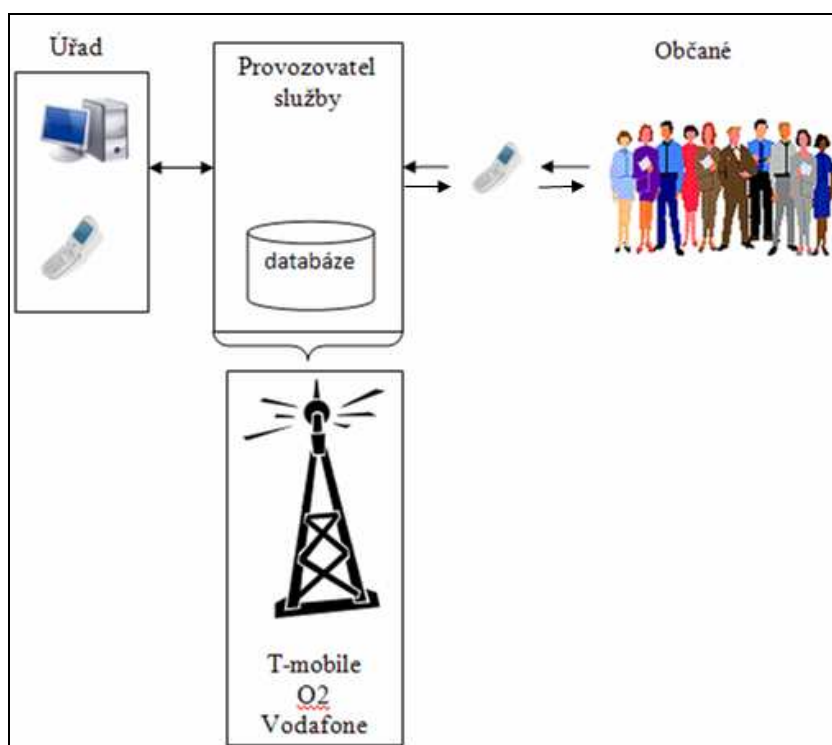 Úřad
Provozovatel
služby
Občané
databáze
T-mobile
O2
Vodafone